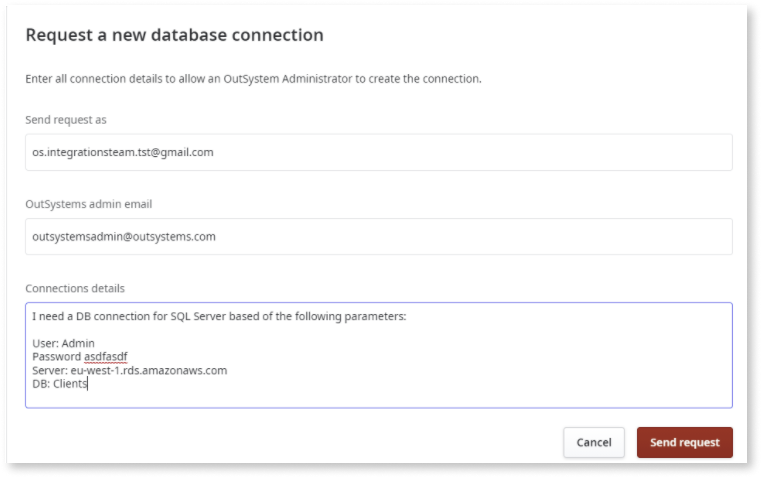 Request a new database connection
Enter all connection details to allow an OutSystem Administrator to create the connection.
Send request as
os.integrationsteam.tst@gmail.com
OutSystems admin email
outsystemsadmin@outsystems.com
Connections details
I need a DB connection for SQL Server based of the following parameters:
User: Admin
Password asdfasdf
Server: eu-west-1.rds.amazonaws.com
DB: Clients
Cancel Send request